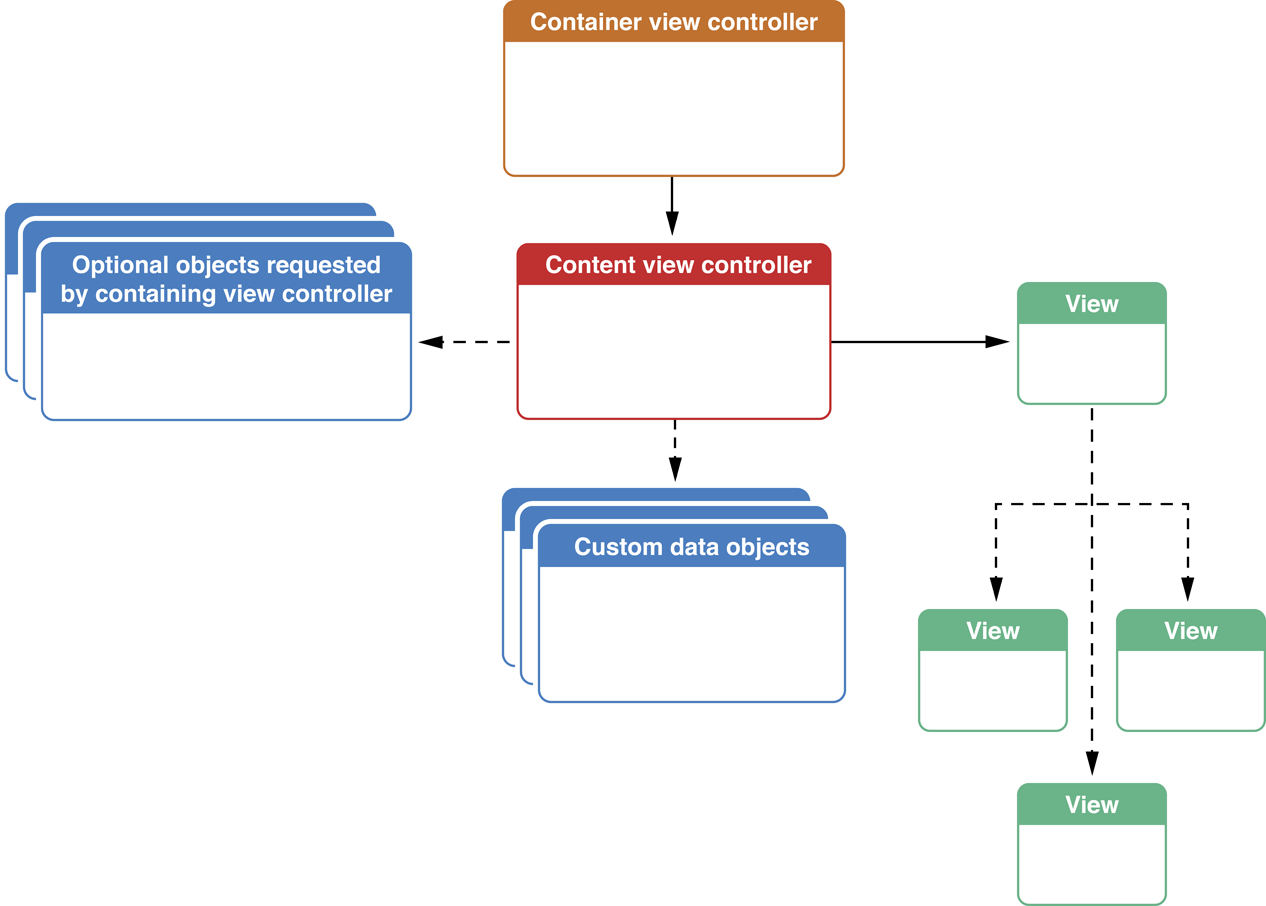 Container view controller
Optional objects requested
by containing view controller
Content view controller
View
Custom data objects
View
View
View